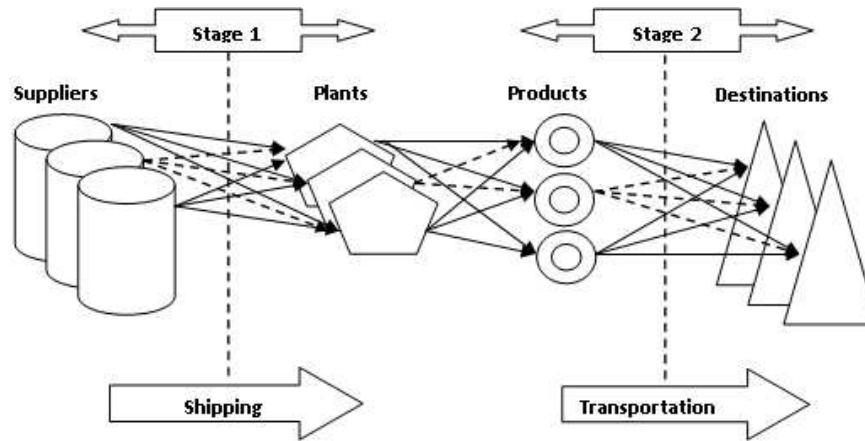 Stage 1
Stage 2
Suppliers
Plants
Products
Destinations
Shipping
Transportation